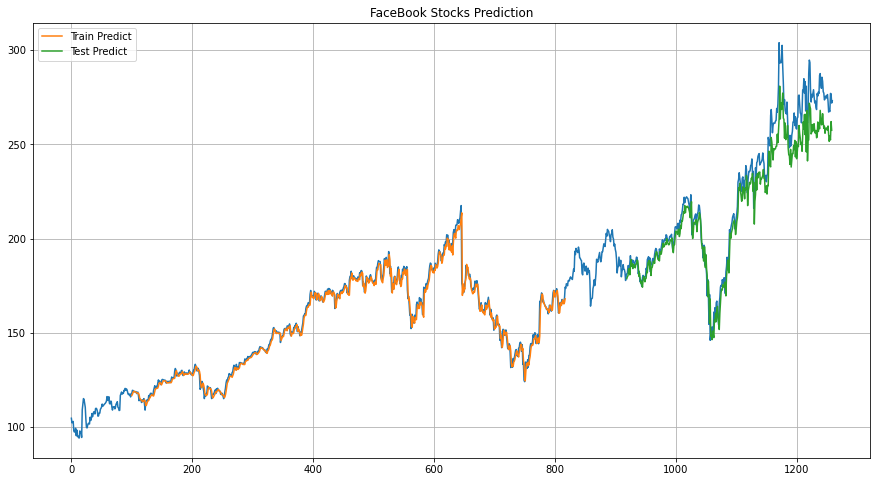 FaceBook Stocks Prediction
Train Predict
Test Predict
300
250
200
150
100
0 200 400 600 800 1000 1200